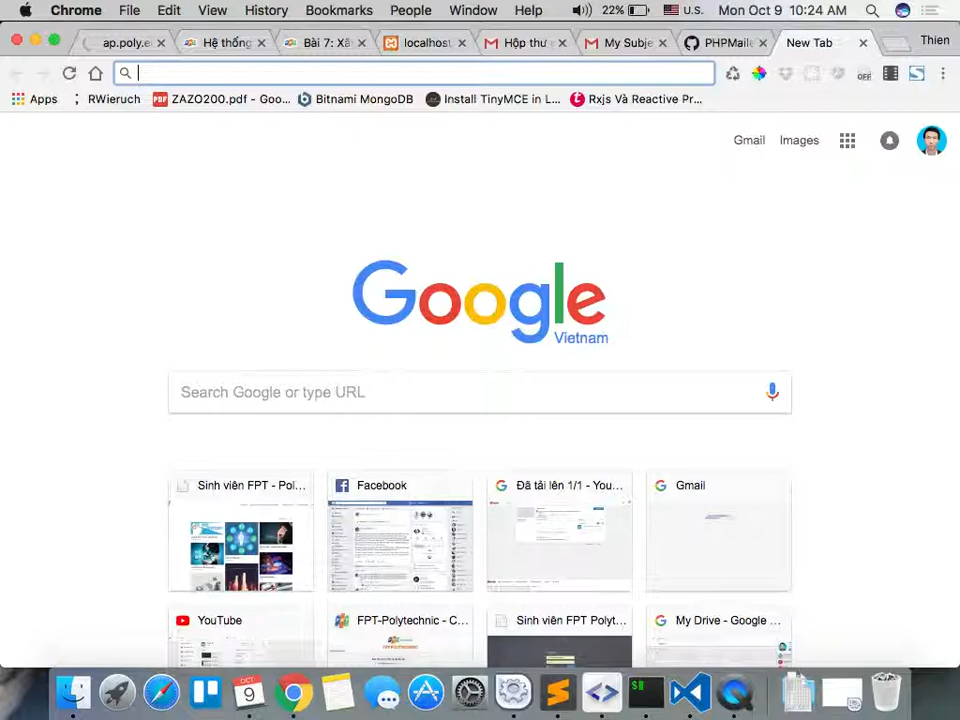 Chrome File Edit View History Bookmarks People Window Help 22% U.S. Mon Oct 9 10:24 AM
ap.poly.e Hệ thống Bài 7: Xâ localhost Hộp thư My Subje PHPMaile New Tab Thien
Apps RWieruch ZAZO200.pdf - Goo... Bitnami MongoDB Install TinyMCE in L... Rxjs Và Reactive Pr...
Gmail Images
Google
Vietnam
Search Google or type URL
Sinh viên FPT - Pol... Facebook Đã tải lên 1/1 - You... Gmail
YouTube FPT-Polytechnic - C... Sinh viên FPT Polyt... My Drive - Google ...
OCT
9